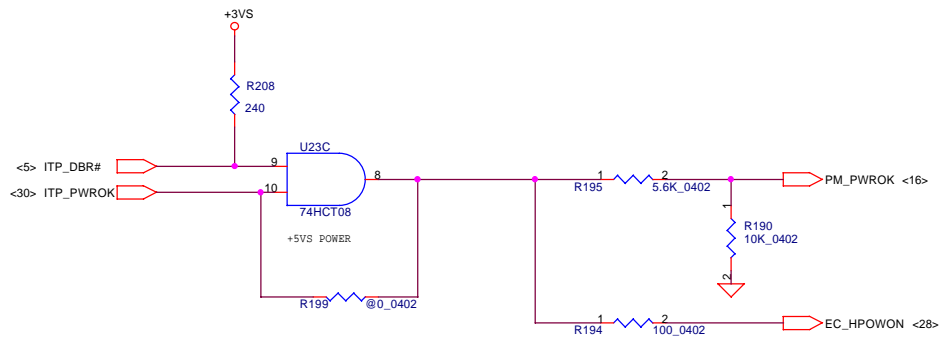 +3VS
R208
240
U23C
<5> ITP_DBR#
9
8
<30> ITP_PWROK
10
74HCT08
+5VS POWER
R199
@0_0402
1
2
R195
5.6K_0402
PM_PWROK <16>
1
R190
10K_0402
2
1
2
R194
100_0402
EC_HPOWON <28>